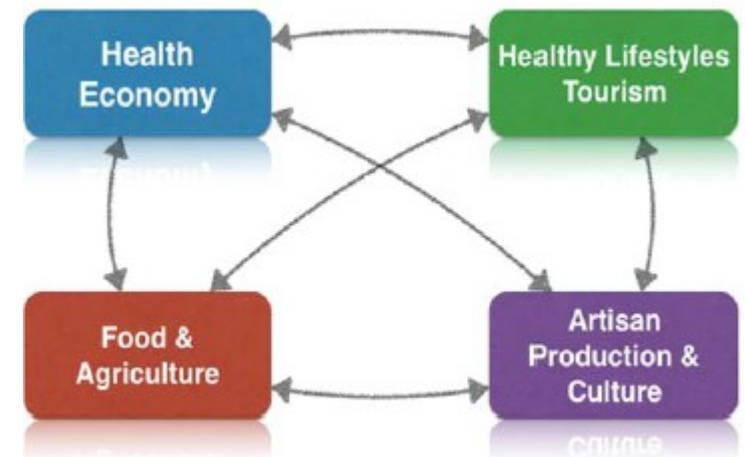 Health
Economy
Healthy Lifestyles
Tourism
Food &
Agriculture
Artisan
Production &
Culture